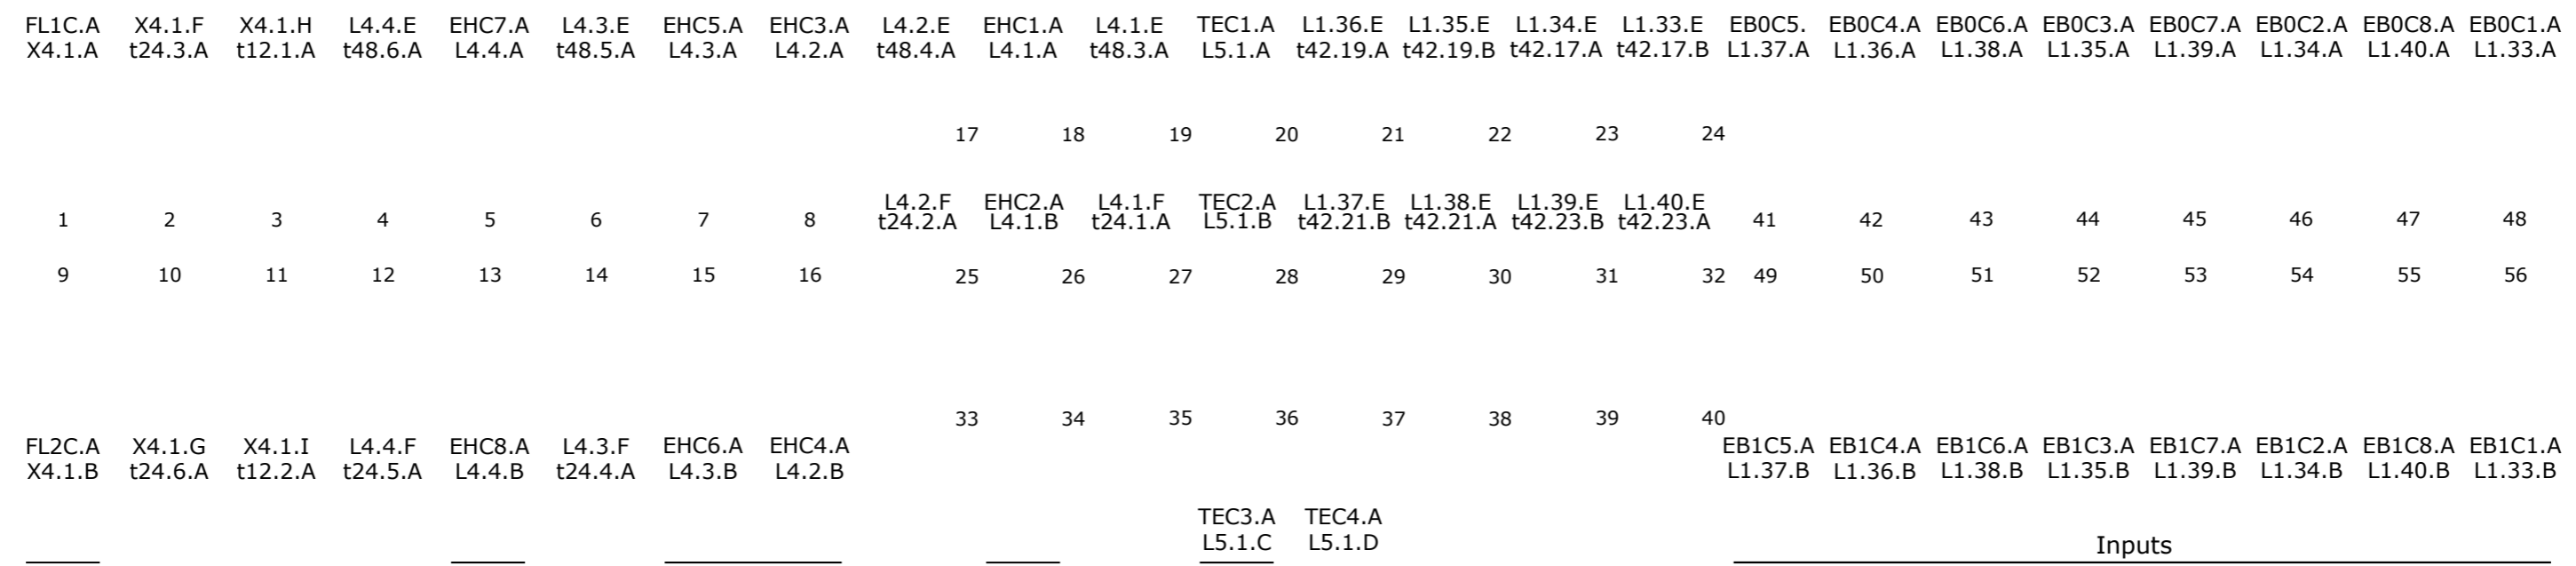 FL1C.A X4.1.F X4.1.H L4.4.E EHC7.A L4.3.E EHC5.A EHC3.A L4.2.E EHC1.A L4.1.E TEC1.A L1.36.E L1.35.E L1.34.E L1.33.E EB0C5. EB0C4.A EB0C6.A EB0C3.A EB0C7.A EB0C2.A EB0C8.A EB0C1.A
X4.1.A t24.3.A t12.1.A t48.6.A L4.4.A t48.5.A L4.3.A L4.2.A t48.4.A L4.1.A t48.3.A L5.1.A t42.19.A t42.19.B t42.17.A t42.17.B L1.37.A L1.36.A L1.38.A L1.35.A L1.39.A L1.34.A L1.40.A L1.33.A
17 18 19 20 21 22 23 24
L4.2.F EHC2.A L4.1.F TEC2.A L1.37.E L1.38.E L1.39.E L1.40.E
1 2 3 4 5 6 7 8 t24.2.A L4.1.B t24.1.A L5.1.B t42.21.B t42.21.A t42.23.B t42.23.A 41 42 43 44 45 46 47 48
9 10 11 12 13 14 15 16 25 26 27 28 29 30 31 32 49 50 51 52 53 54 55 56
33 34 35 36 37 38 39 40
FL2C.A X4.1.G X4.1.I L4.4.F EHC8.A L4.3.F EHC6.A EHC4.A EB1C5.A EB1C4.A EB1C6.A EB1C3.A EB1C7.A EB1C2.A EB1C8.A EB1C1.A
X4.1.B t24.6.A t12.2.A t24.5.A L4.4.B t24.4.A L4.3.B L4.2.B L1.37.B L1.36.B L1.38.B L1.35.B L1.39.B L1.34.B L1.40.B L1.33.B
TEC3.A TEC4.A
L5.1.C L5.1.D Inputs